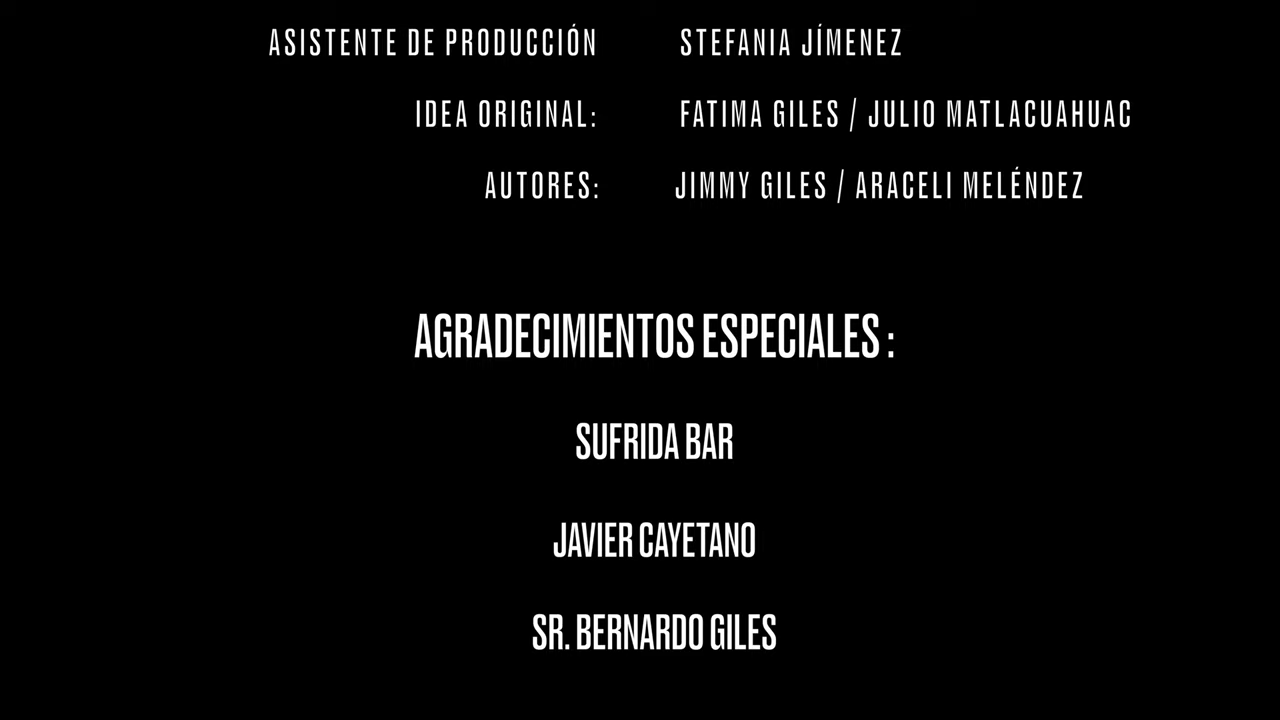 ASISTENTE DE PRODUCCIÓN STEFANIA JÍMENEZ
IDEA ORIGINAL: FATIMA GILES / JULIO MATLACUAHUAC
AUTORES: JIMMY GILES / ARACELI MELÉNDEZ
AGRADECIMIENTOS ESPECIALES :
SUFRIDA BAR
JAVIER CAYETANO
SR. BERNARDO GILES